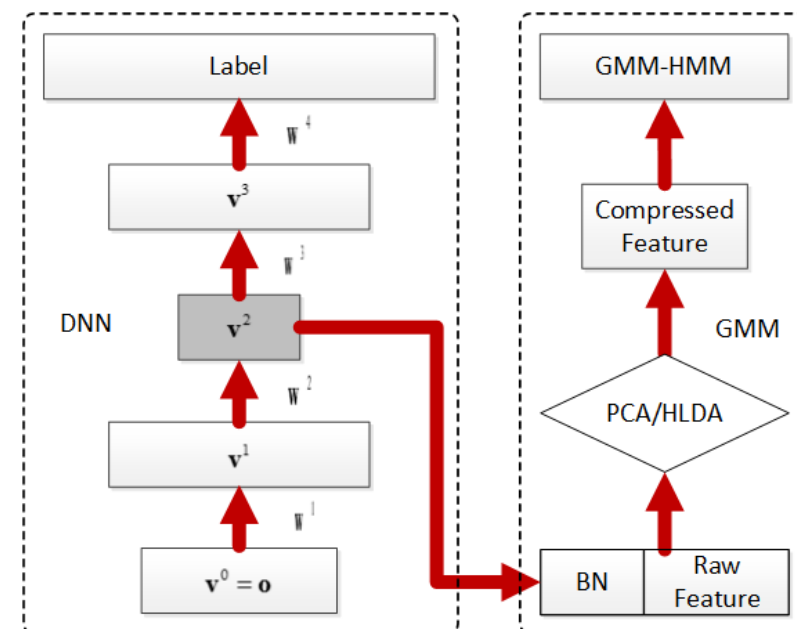 Label
W⁴
v³
W³
DNN
v²
W²
v¹
W¹
v⁰ = o
GMM-HMM
Compressed
Feature
GMM
PCA/HLDA
BN
Raw
Feature